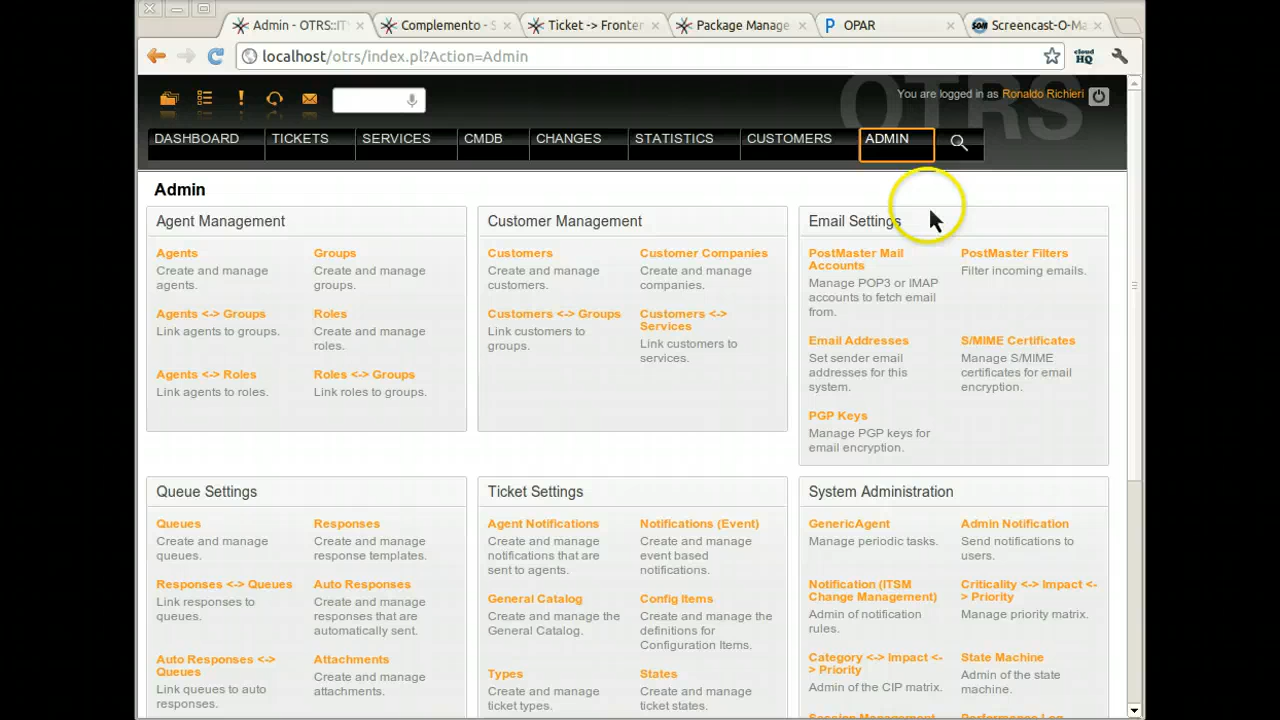 Admin - OTRS::IT
Complemento - S
Ticket -> Fronter
Package Manage
P OPAR
SOM Screencast-O-Ma
localhost/otrs/index.pl?Action=Admin
cloud HQ
OTRS
You are logged in as Ronaldo Richieri
DASHBOARD TICKETS SERVICES CMDB CHANGES STATISTICS CUSTOMERS ADMIN
Admin
Agent Management
Agents
Create and manage
agents.
Groups
Create and manage
groups.
Agents <-> Groups
Link agents to groups.
Roles
Create and manage
roles.
Agents <-> Roles
Link agents to roles.
Roles <-> Groups
Link roles to groups.
Customer Management
Customers
Create and manage
customers.
Customer Companies
Create and manage
companies.
Customers <-> Groups
Link customers to
groups.
Customers <->
Services
Link customers to
services.
Email Settings
PostMaster Mail
Accounts
Manage POP3 or IMAP
accounts to fetch email
from.
PostMaster Filters
Filter incoming emails.
Email Addresses
Set sender email
addresses for this
system.
S/MIME Certificates
Manage S/MIME
certificates for email
encryption.
PGP Keys
Manage PGP keys for
email encryption.
Queue Settings
Queues
Create and manage
queues.
Responses
Create and manage
response templates.
Responses <-> Queues
Link responses to
queues.
Auto Responses
Create and manage
responses that are
automatically sent.
Auto Responses <->
Queues
Link queues to auto
responses.
Attachments
Create and manage
attachments.
Ticket Settings
Agent Notifications
Create and manage
notifications that are
sent to agents.
Notifications (Event)
Create and manage
event based
notifications.
General Catalog
Create and manage the
General Catalog.
Config Items
Create and manage the
definitions for
Configuration Items.
Types
Create and manage
ticket types.
States
Create and manage
ticket states.
System Administration
GenericAgent
Manage periodic tasks.
Admin Notification
Send notifications to
users.
Notification (ITSM
Change Management)
Admin of notification
rules.
Criticality <-> Impact <-
> Priority
Manage priority matrix.
Category <-> Impact <-
> Priority
Admin of the CIP matrix.
State Machine
Admin of the state
machine.
Session Management
Performance Log